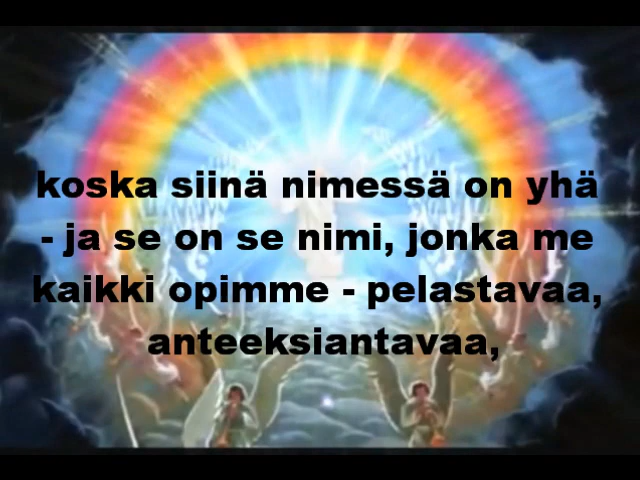 koska siinä nimessä on yhä
- ja se on se nimi, jonka me
kaikki opimme - pelastavaa,
anteeksiantavaa,